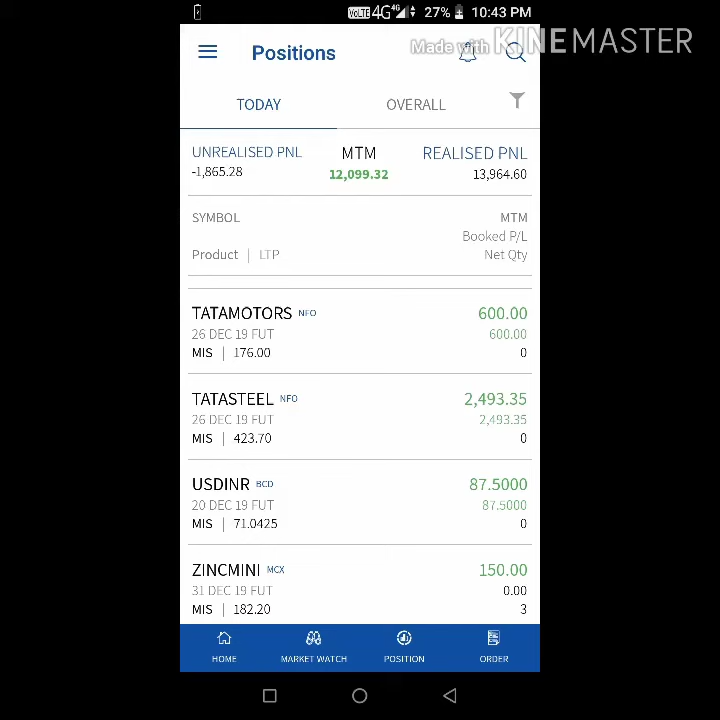 VoLTE 4G 4G 27% 10:43 PM
Made with KINEMASTER
Positions
TODAY OVERALL
UNREALISED PNL MTM REALISED PNL
-1,865.28 12,099.32 13,964.60
SYMBOL MTM
Booked P/L
Product | LTP Net Qty
TATAMOTORS NFO 600.00
26 DEC 19 FUT 600.00
MIS | 176.00 0
TATASTEEL NFO 2,493.35
26 DEC 19 FUT 2,493.35
MIS | 423.70 0
USDINR BCD 87.5000
20 DEC 19 FUT 87.5000
MIS | 71.0425 0
ZINCMINI MCX 150.00
31 DEC 19 FUT 0.00
MIS | 182.20 3
HOME MARKET WATCH POSITION ORDER